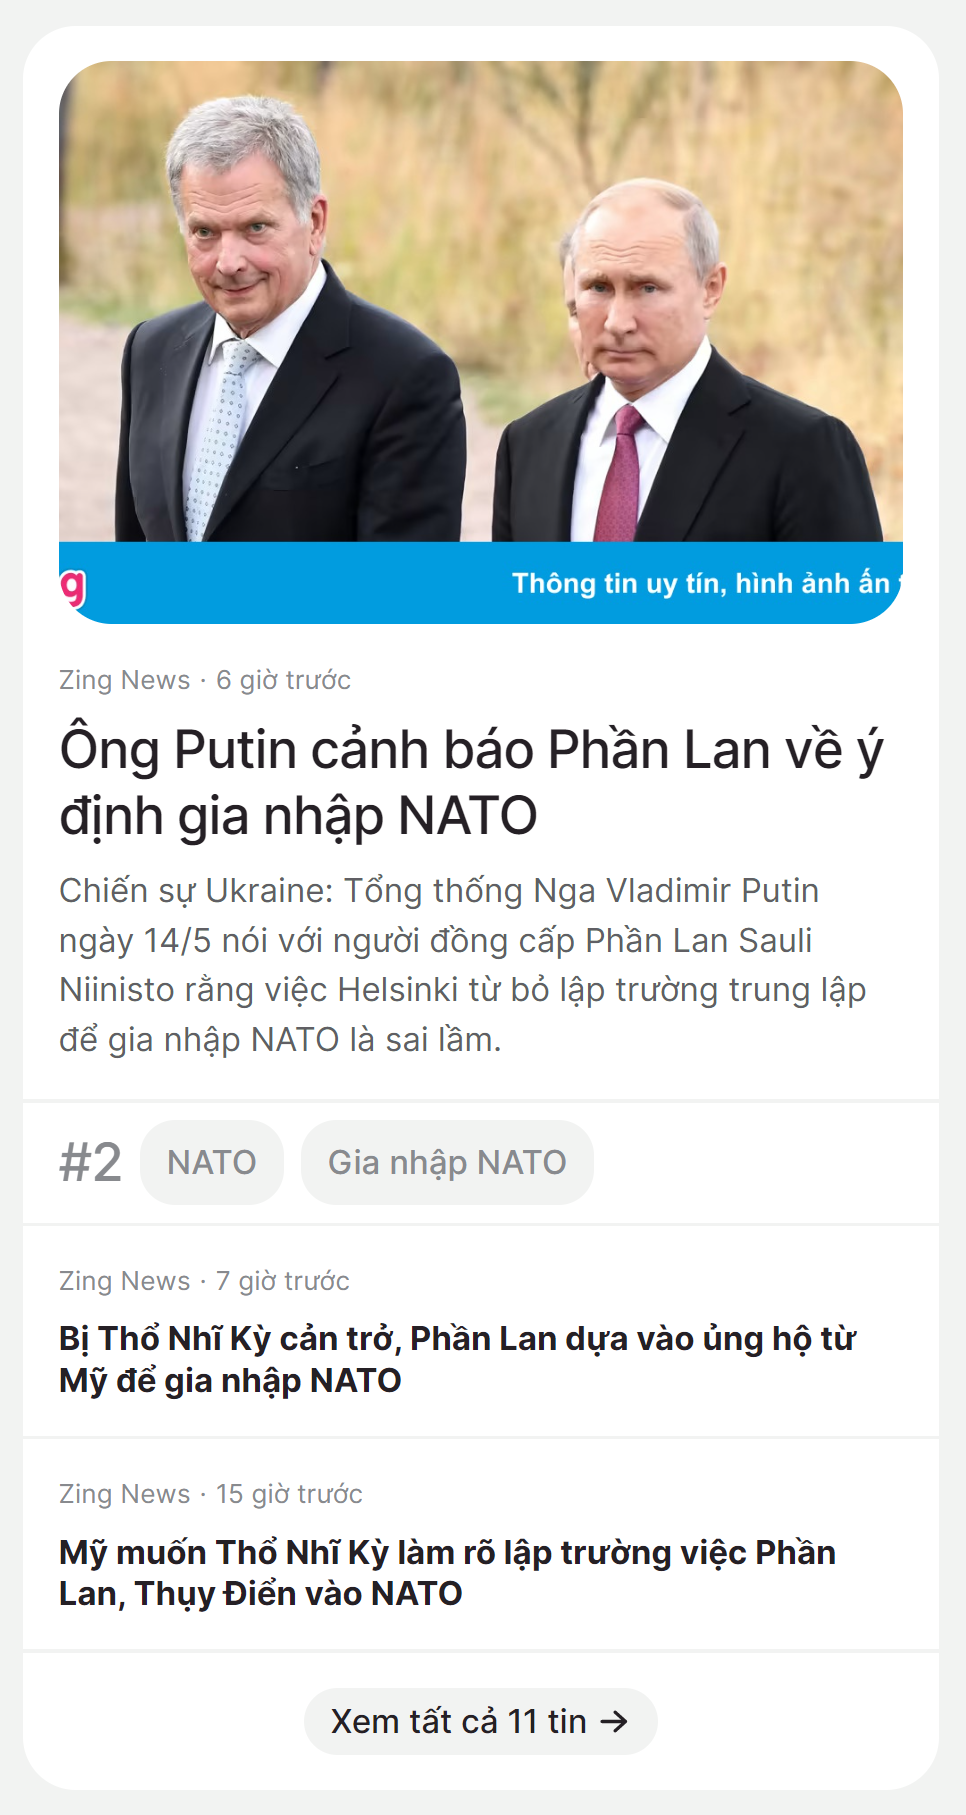 g
Thông tin uy tín, hình ảnh ấn
Zing News · 6 giờ trước
Ông Putin cảnh báo Phần Lan về ý
định gia nhập NATO
Chiến sự Ukraine: Tổng thống Nga Vladimir Putin
ngày 14/5 nói với người đồng cấp Phần Lan Sauli
Niinisto rằng việc Helsinki từ bỏ lập trường trung lập
để gia nhập NATO là sai lầm.
#2 NATO Gia nhập NATO
Zing News · 7 giờ trước
Bị Thổ Nhĩ Kỳ cản trở, Phần Lan dựa vào ủng hộ từ
Mỹ để gia nhập NATO
Zing News · 15 giờ trước
Mỹ muốn Thổ Nhĩ Kỳ làm rõ lập trường việc Phần
Lan, Thụy Điển vào NATO
Xem tất cả 11 tin →